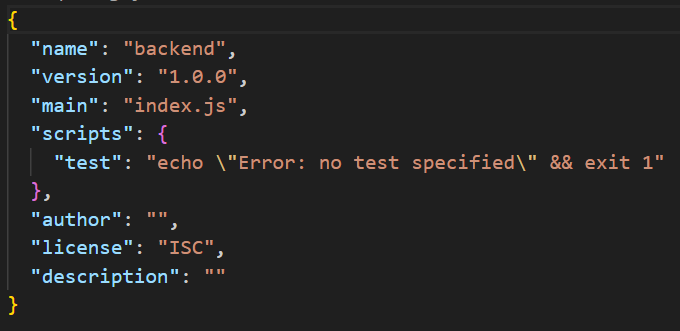 {
"name": "backend",
"version": "1.0.0",
"main": "index.js",
"scripts": {
"test": "echo \"Error: no test specified\" && exit 1"
},
"author": "",
"license": "ISC",
"description": ""
}